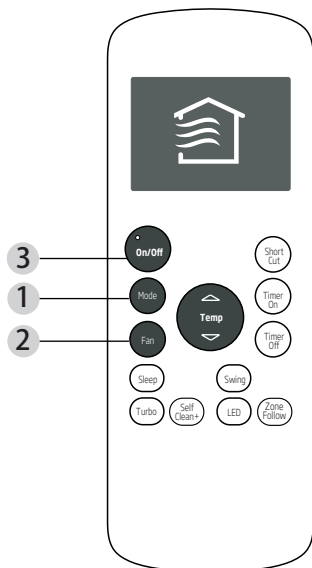 3
On/Off
Short
Cut
1
Mode
Temp
Timer
On
2
Fan
Timer
Off
Sleep
Swing
Turbo
Self
Clean+
LED
Zone
Follow